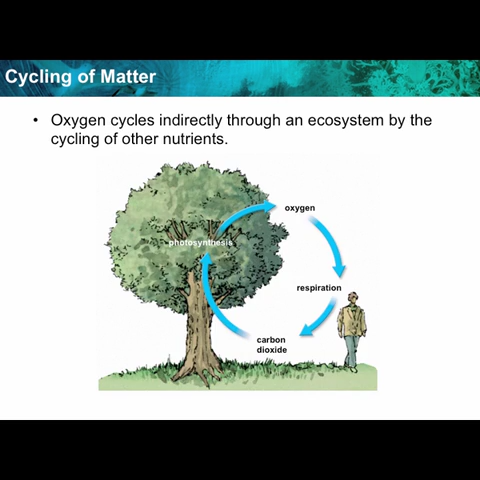 Cycling of Matter
• Oxygen cycles indirectly through an ecosystem by the
cycling of other nutrients.
oxygen
photosynthesis
respiration
carbon
dioxide